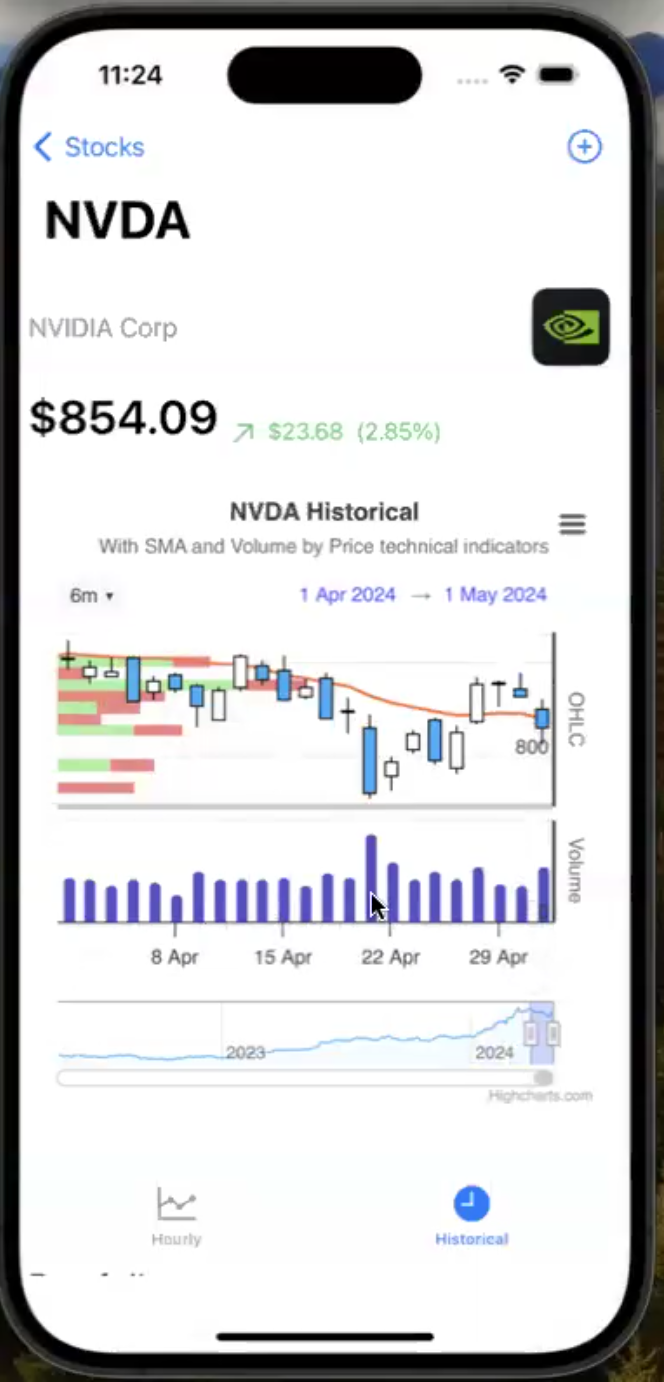 11:24
Stocks
NVDA
NVIDIA Corp
$854.09 $23.68 (2.85%)
NVDA Historical
With SMA and Volume by Price technical indicators
6m 1 Apr 2024 → 1 May 2024
OHLC
800
Volume
8 Apr 15 Apr 22 Apr 29 Apr
2023 2024
Highcharts.com
Hourly Historical